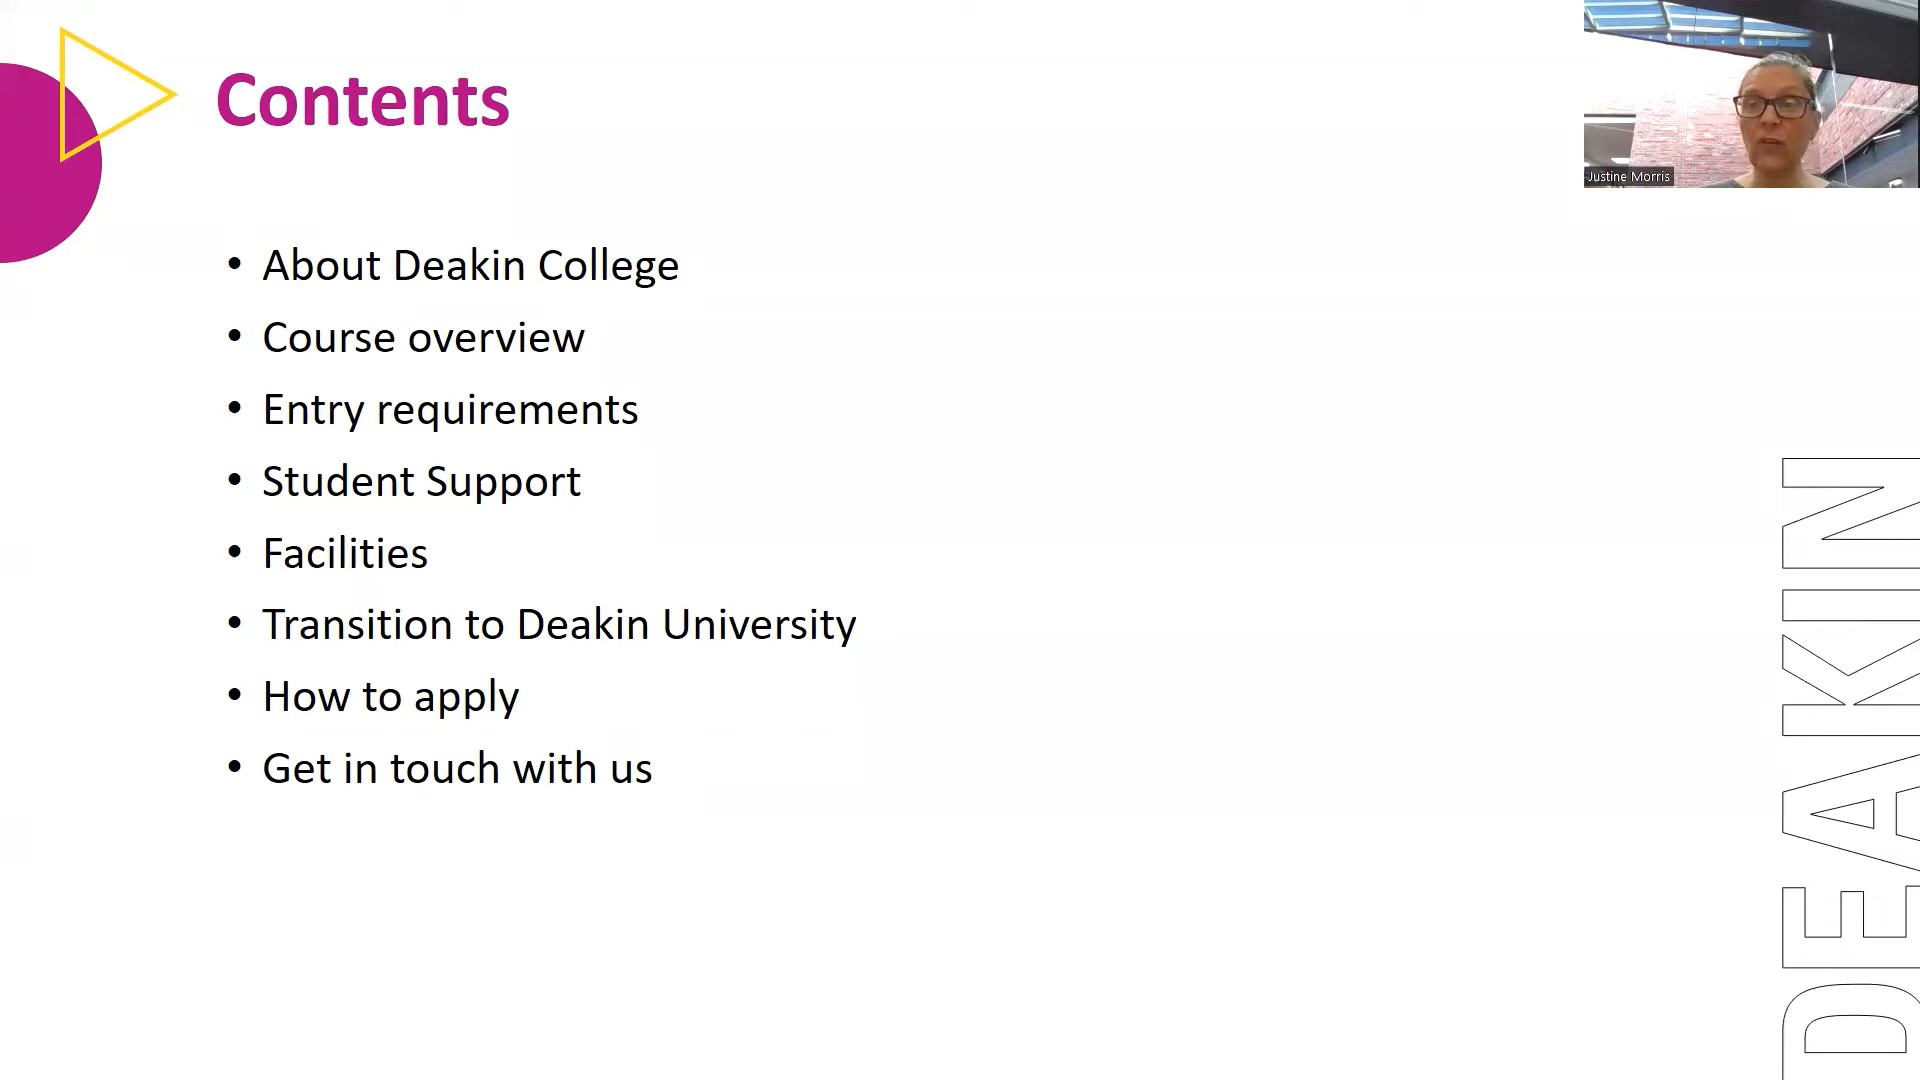 Contents
Justine Morris
• About Deakin College
• Course overview
• Entry requirements
• Student Support
• Facilities
• Transition to Deakin University
• How to apply
• Get in touch with us
DEAKIN